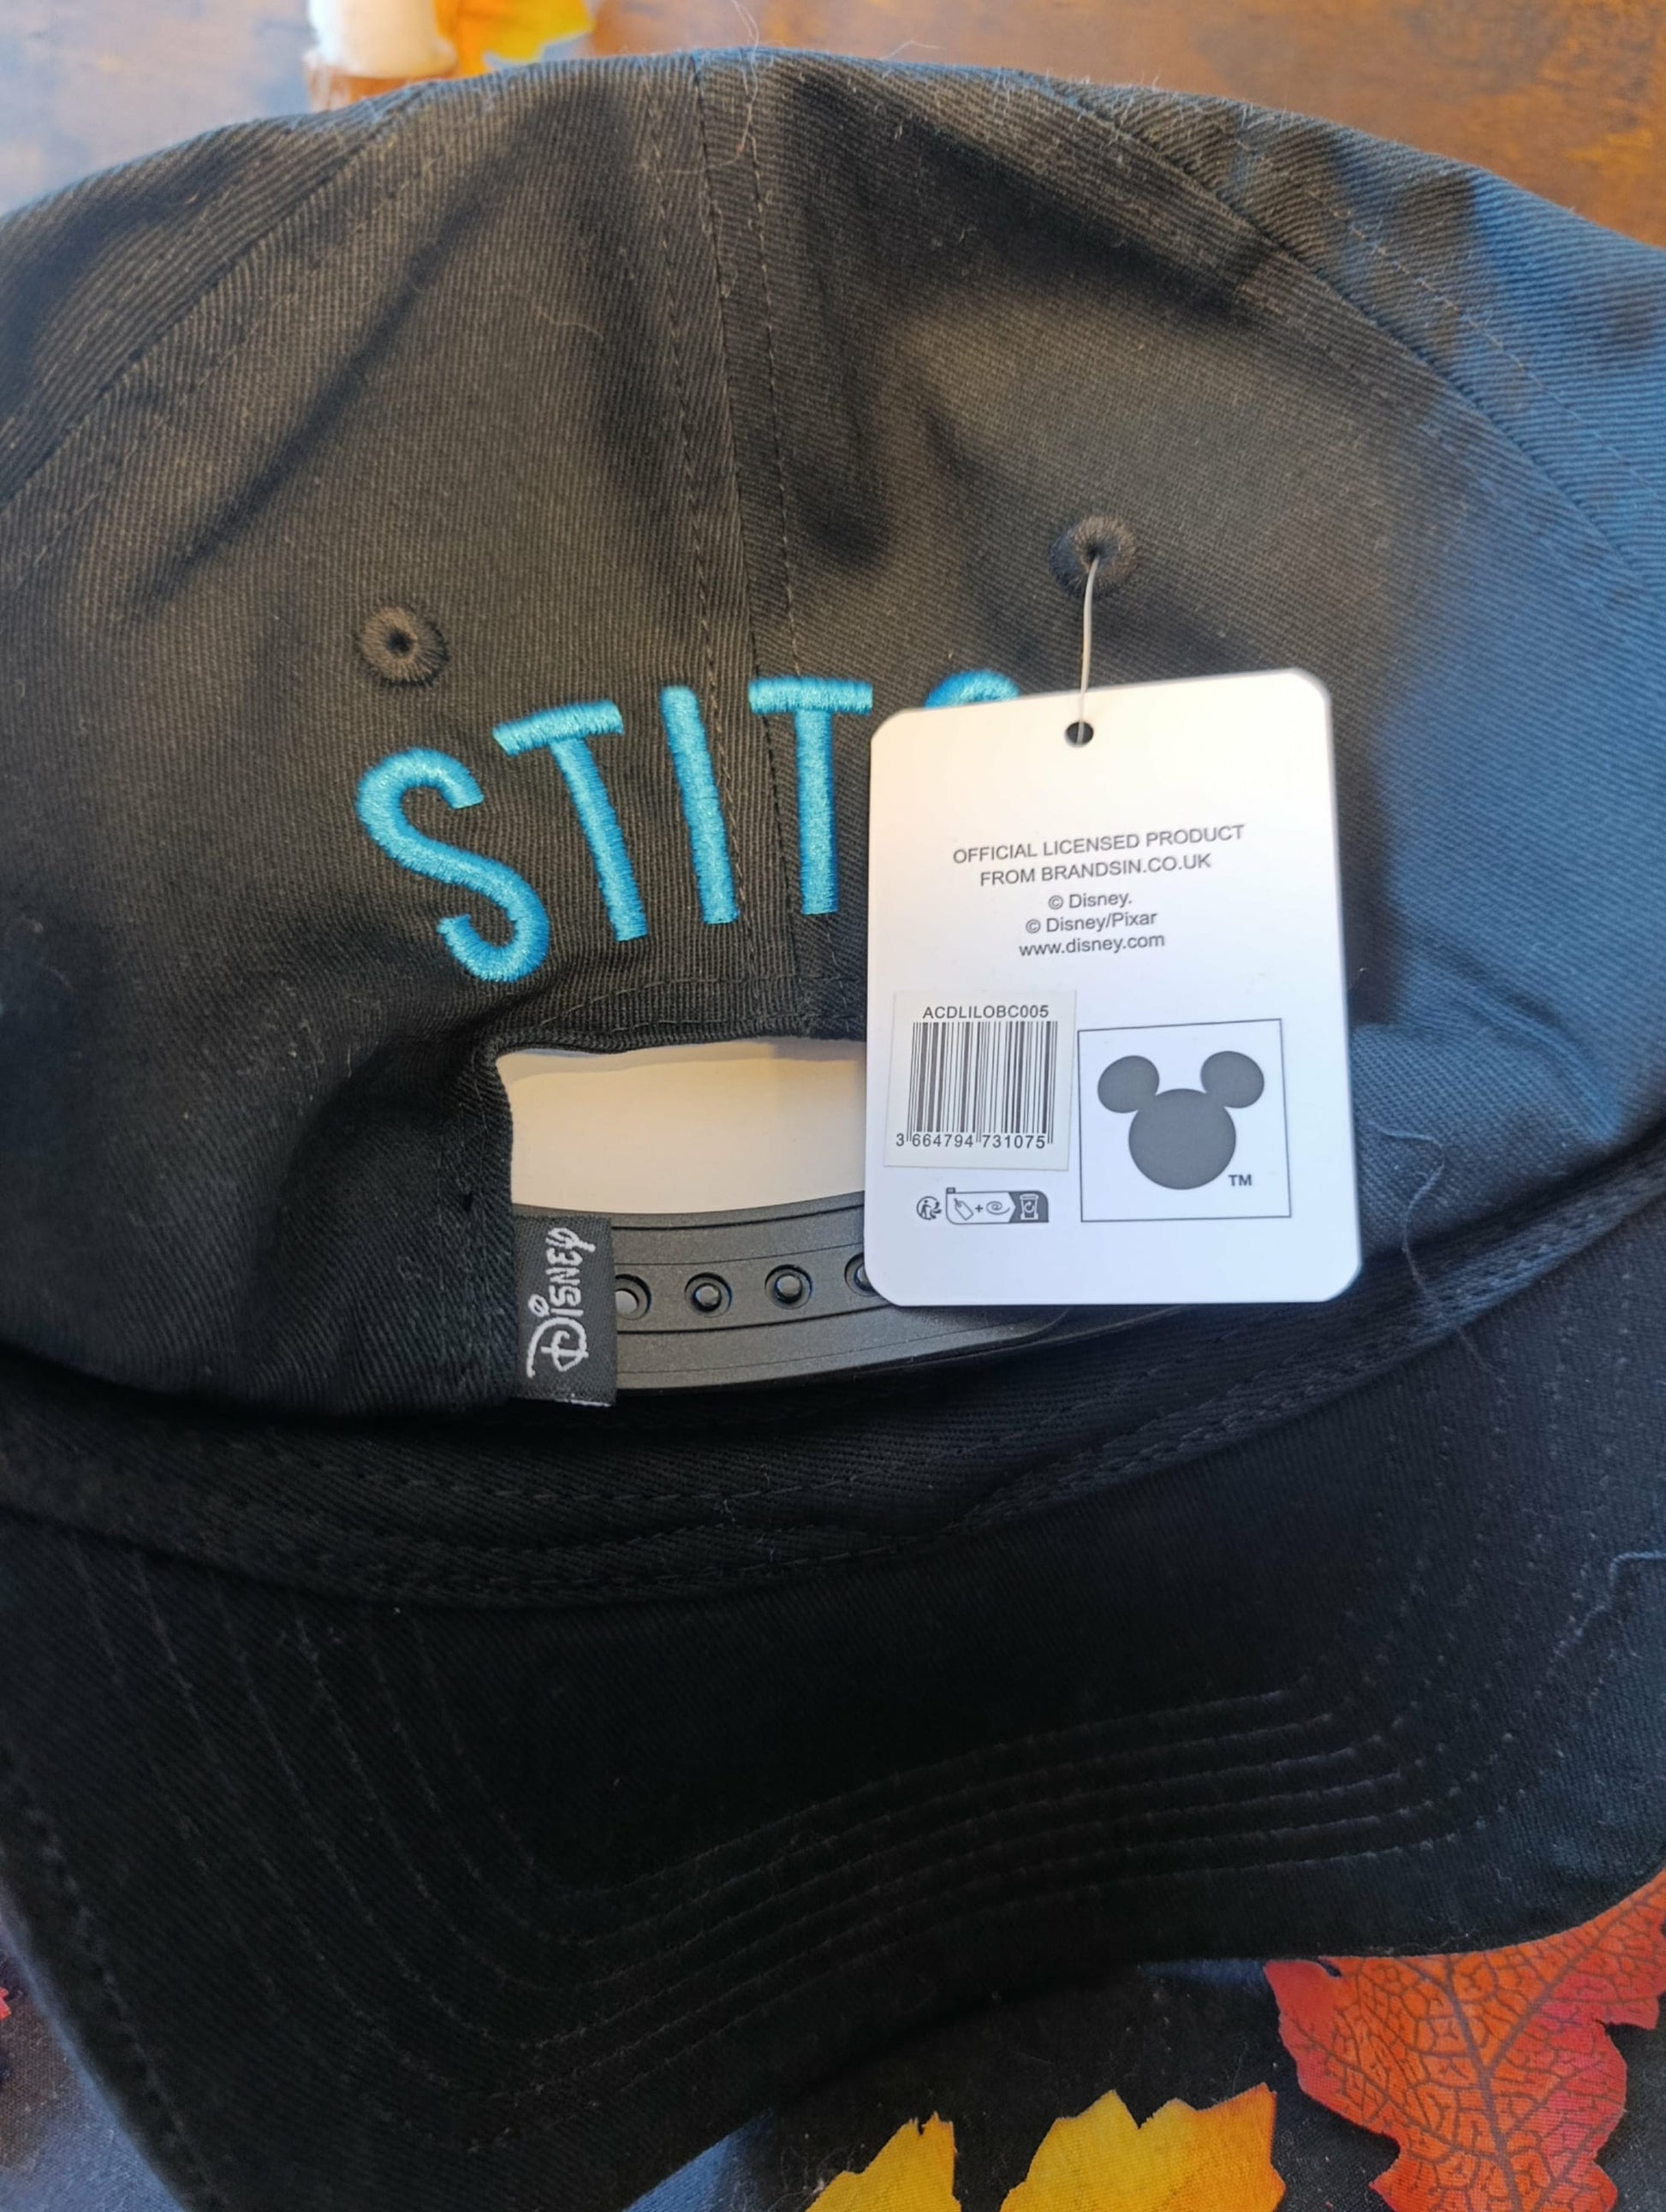 STITC
OFFICIAL LICENSED PRODUCT
FROM BRANDSIN.CO.UK
© Disney.
© Disney/Pixar
www.disney.com
ACDLILOBC005
3 664794 731075
TM
Disney